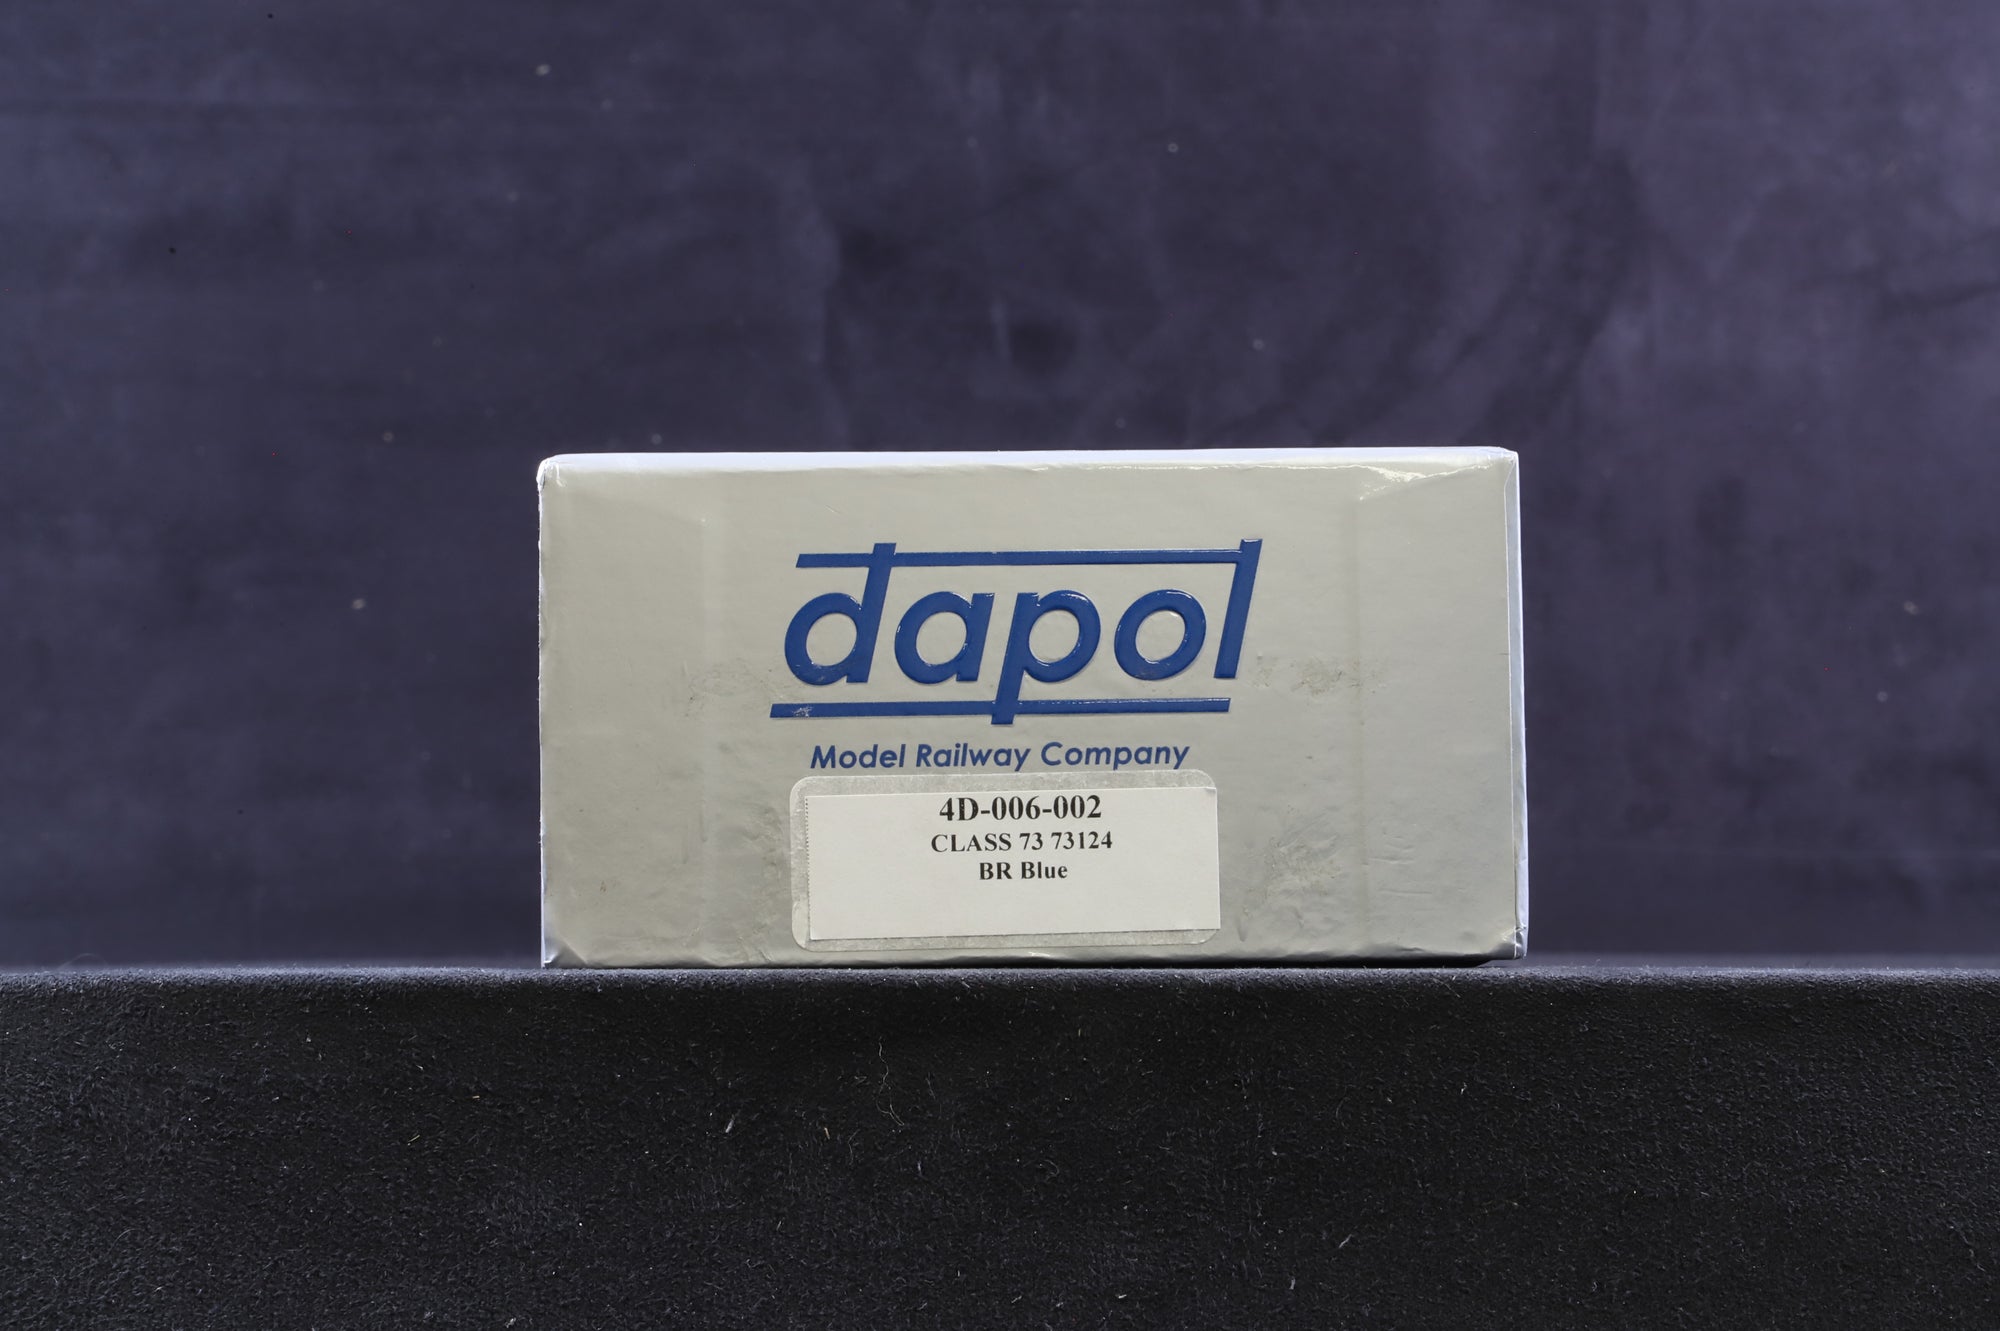 dapol
Model Railway Company
4D-006-002
CLASS 73 73124
BR Blue